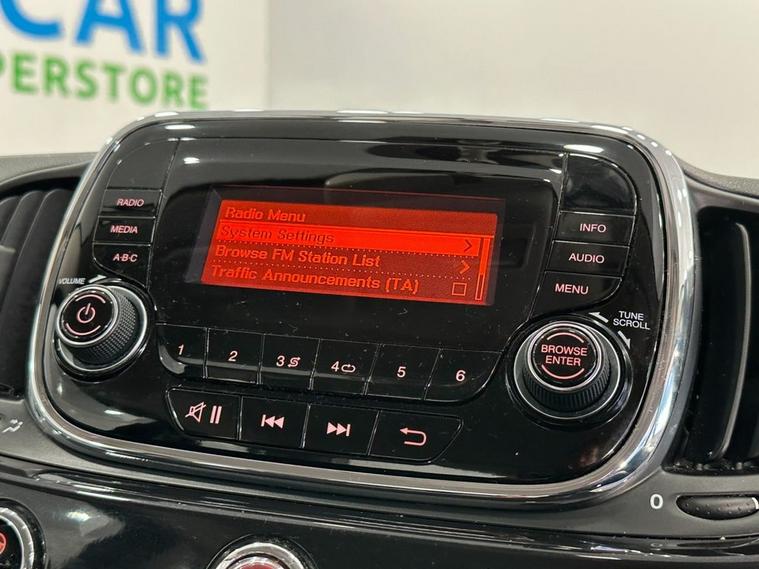 CAR
PERSTORE
RADIO
MEDIA
A·B·C
VOLUME
Radio Menu
System Settings
Browse FM Station List
Traffic Announcements (TA)
INFO
AUDIO
MENU
TUNE
SCROLL
BROWSE
ENTER
1 2 3 4 5 6
0